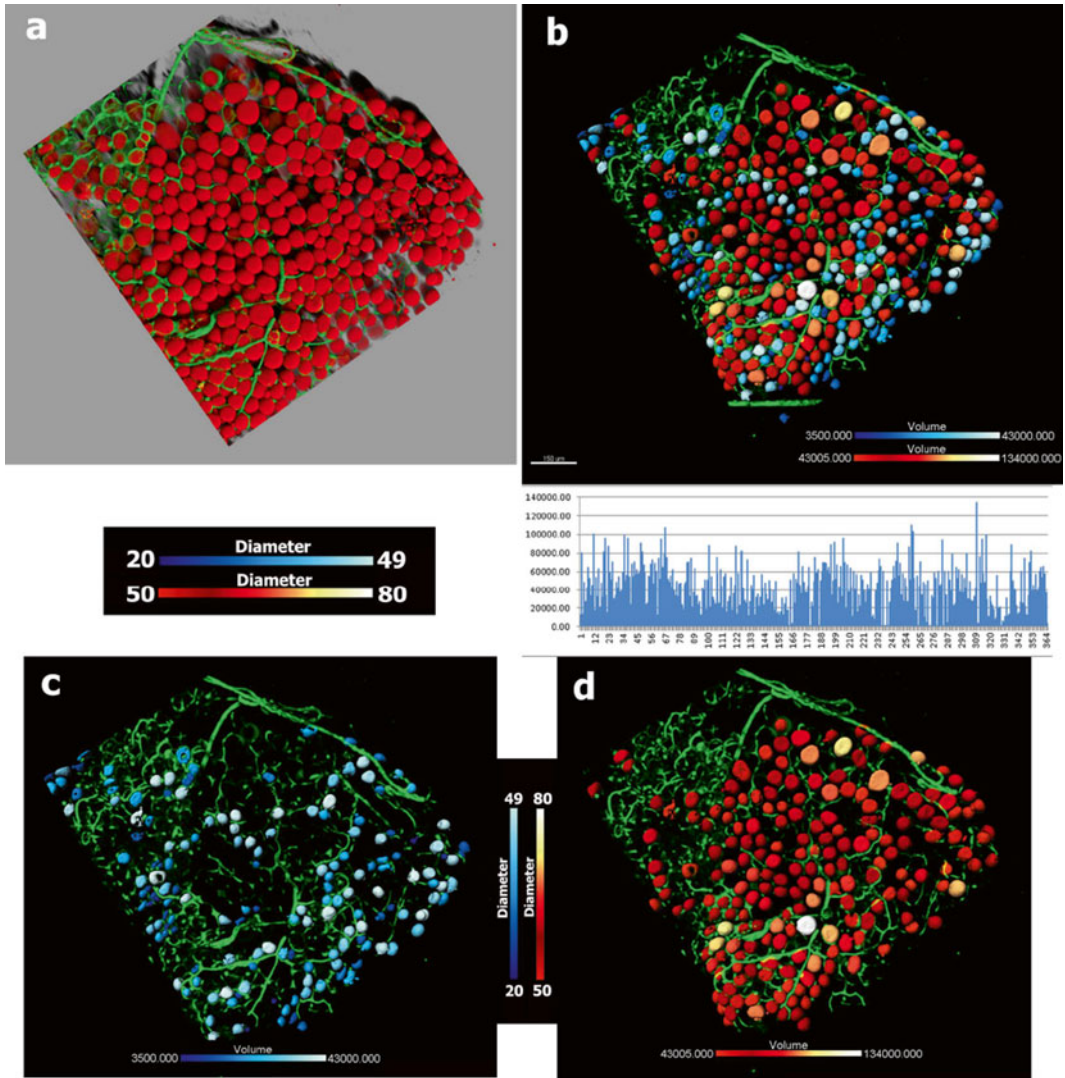 a
b
Volume
3500.000 43000.000
Volume
43005.000 134000.000
150 µm
20 Diameter 49
50 Diameter 80
140000.00
120000.00
100000.00
80000.00
60000.00
40000.00
20000.00
0.00
1 12 23 34 45 56 67 78 89 100 111 122 133 144 155 166 177 188 199 210 221 232 243 254 265 276 287 298 309 320 331 342 353 364
c
49 80
Diameter Diameter
20 50
d
Volume
3500.000 43000.000
Volume
43005.000 134000.000